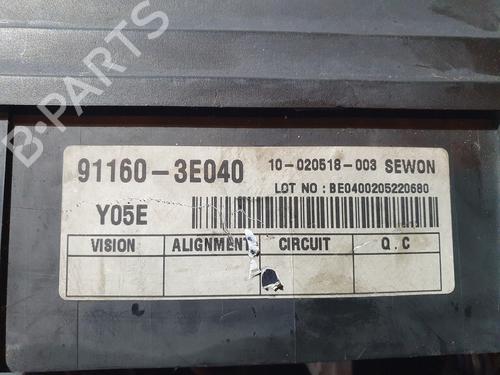 B-PARTS
91160-3E040 10-020518-003 SEWON
LOT NO : BE0400205220680
Y05E
VISION ALIGNMENT CIRCUIT Q.C